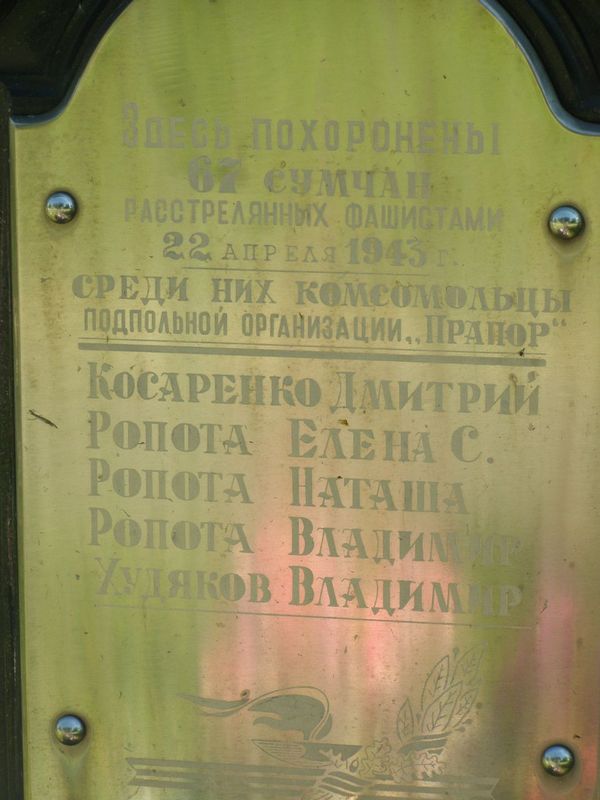 Здесь похоронены
67 сумчан
расстрелянных фашистами
22 апреля 1943 г.
среди них комсомольцы
подпольной организации „Прапор"
Косаренко Дмитрий
Ропота Елена С.
Ропота Наташа
Ропота Владимир
Худяков Владимир